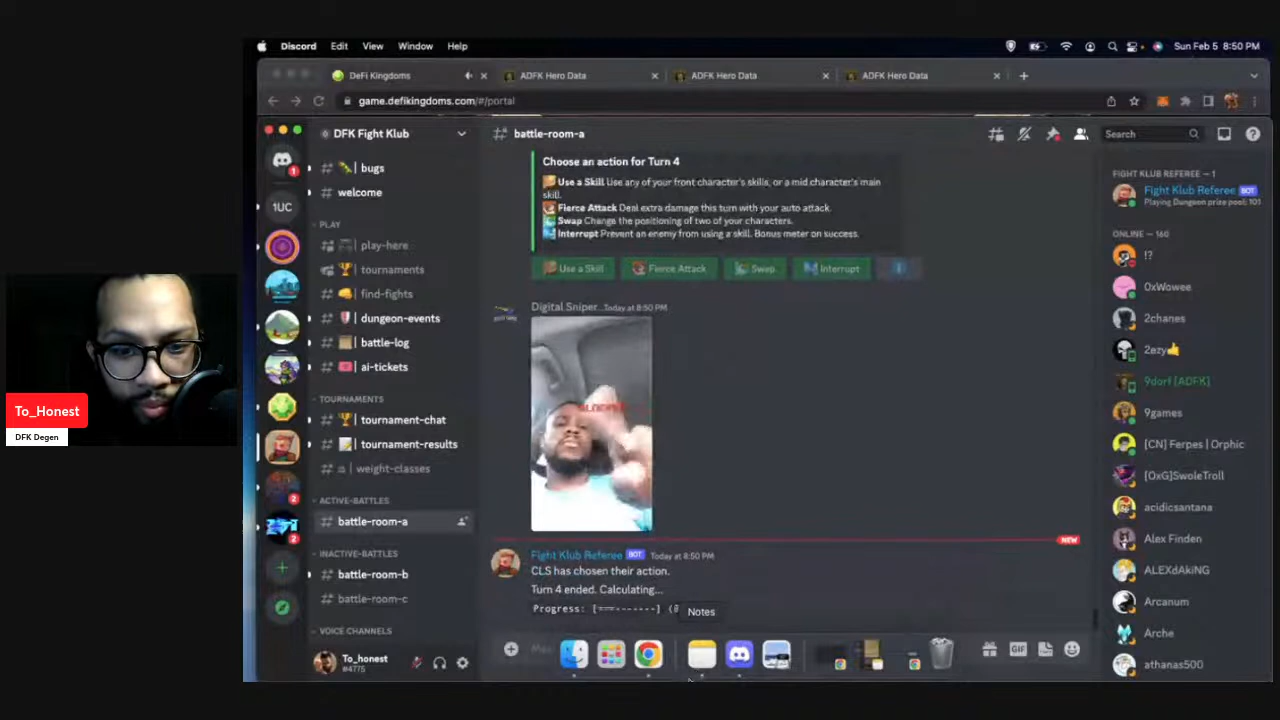 Discord Edit View Window Help
Sun Feb 5 8:50 PM
DeFi Kingdoms
ADFK Hero Data
ADFK Hero Data
ADFK Hero Data
game.defikingdoms.com/#/portal
DFK Fight Klub
battle-room-a
Search
bugs
welcome
PLAY
play-here
tournaments
find-fights
dungeon-events
battle-log
ai-tickets
TOURNAMENTS
tournament-chat
tournament-results
weight-classes
ACTIVE-BATTLES
battle-room-a
INACTIVE-BATTLES
battle-room-b
battle-room-c
VOICE CHANNELS
To_honest
#4775
1UC
Choose an action for Turn 4
Use a Skill Use any of your front character's skills, or a mid character's main
skill.
Fierce Attack Deal extra damage this turn with your auto attack.
Swap Change the positioning of two of your characters.
Interrupt Prevent an enemy from using a skill. Bonus meter on success.
Use a Skill
Fierce Attack
Swap
Interrupt
Digital Sniper Today at 8:50 PM
NEW
Fight Klub Referee BOT Today at 8:50 PM
CLS has chosen their action.
Turn 4 ended. Calculating...
Progress: [===-------]
Notes
GIF
FIGHT KLUB REFEREE — 1
Fight Klub Referee BOT
Playing Dungeon prize pool: 101
ONLINE — 160
!?
0xWowee
2chanes
2ezy👍
9dorf [ADFK]
9games
[CN] Ferpes | Orphic
[OxG]SwoleTroll
acidicsantana
Alex Finden
ALEXdAkiNG
Arcanum
Arche
athanas500
To_Honest
DFK Degen